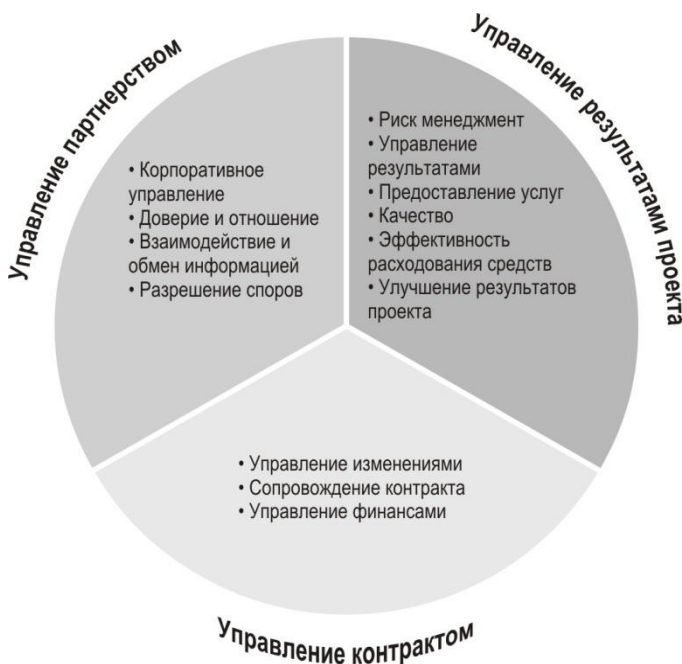 Управление партнерством
• Корпоративное
управление
• Доверие и отношение
• Взаимодействие и
обмен информацией
• Разрешение споров
Управление результатами проекта
• Риск менеджмент
• Управление
результатами
• Предоставление услуг
• Качество
• Эффективность
расходования средств
• Улучшение результатов
проекта
• Управление изменениями
• Сопровождение контракта
• Управление финансами
Управление контрактом